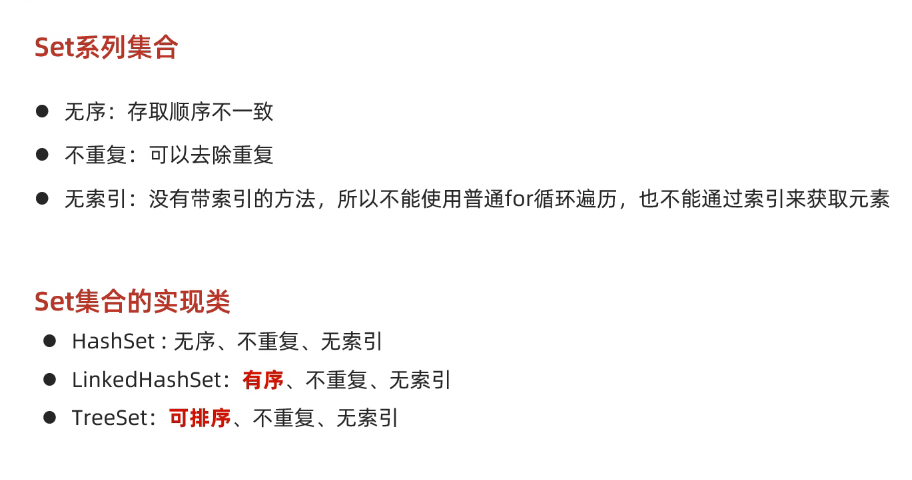 Set系列集合
● 无序：存取顺序不一致
● 不重复：可以去除重复
● 无索引：没有带索引的方法，所以不能使用普通for循环遍历，也不能通过索引来获取元素
Set集合的实现类
● HashSet : 无序、不重复、无索引
● LinkedHashSet：有序、不重复、无索引
● TreeSet：可排序、不重复、无索引